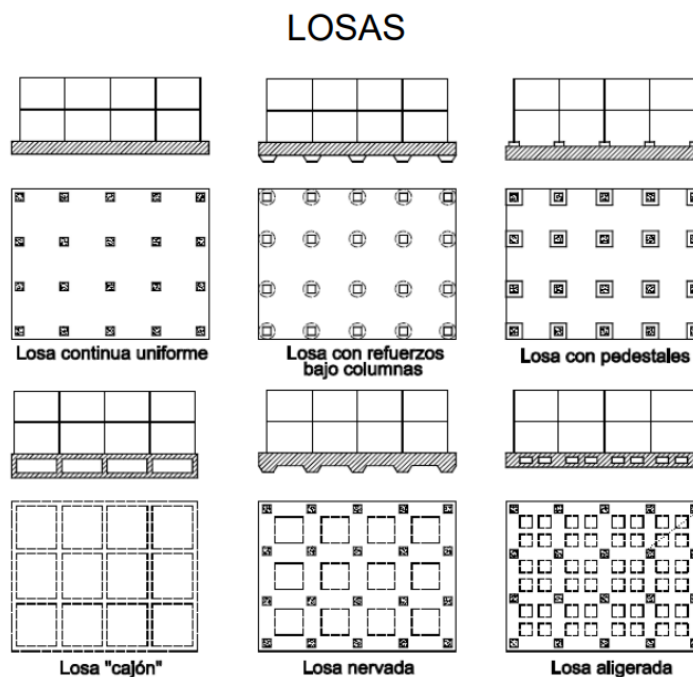 LOSAS
Losa continua uniforme
Losa con refuerzos
bajo columnas
Losa con pedestales
Losa "cajón"
Losa nervada
Losa aligerada